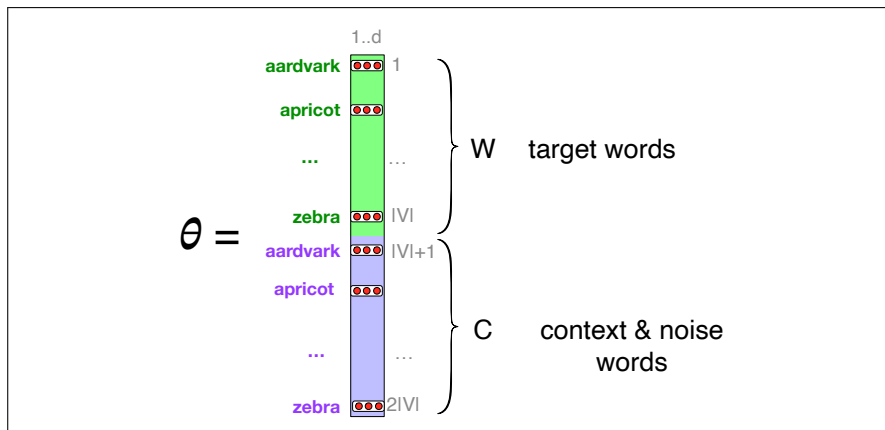 1..d
aardvark 1
apricot
... ...
W target words
zebra |V|
θ =
aardvark |V|+1
apricot
C context & noise
words
... ...
zebra 2|V|